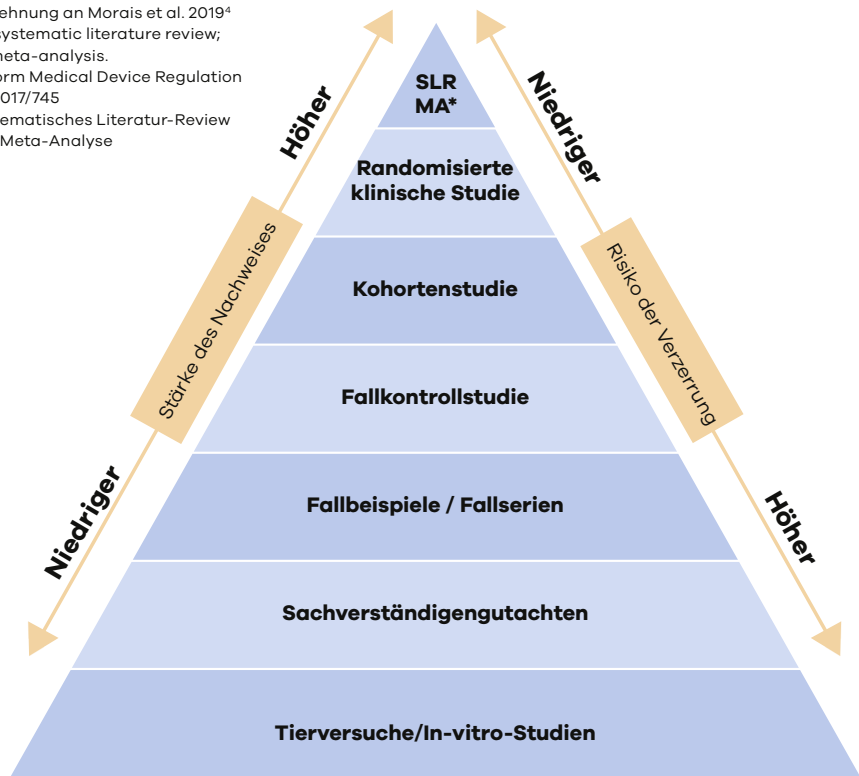 ehnung an Morais et al. 2019⁴
systematic literature review;
eta-analysis.
orm Medical Device Regulation
017/745
ematisches Literatur-Review
Meta-Analyse
SLR
MA*
Randomisierte
klinische Studie
Kohortenstudie
Fallkontrollstudie
Fallbeispiele / Fallserien
Sachverständigengutachten
Tierversuche/In-vitro-Studien
Höher
Stärke des Nachweises
Niedriger
Niedriger
Risiko der Verzerrung
Höher